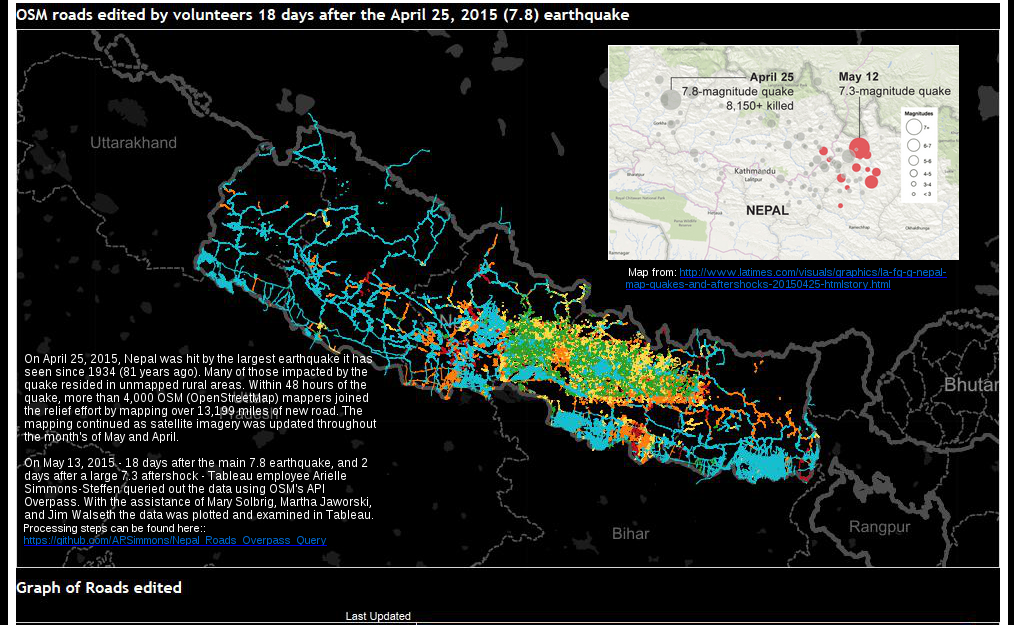 OSM roads edited by volunteers 18 days after the April 25, 2015 (7.8) earthquake
Uttarakhand
April 25
7.8-magnitude quake
8,150+ killed
May 12
7.3-magnitude quake
Magnitudes
7+
6-7
5-6
4-5
3-4
< 3
Kathmandu
Lalitpur
NEPAL
Map from: http://www.latimes.com/visuals/graphics/la-fg-g-nepal-
map-quakes-and-aftershocks-20150425-htmlstory.html
On April 25, 2015, Nepal was hit by the largest earthquake it has
seen since 1934 (81 years ago). Many of those impacted by the
quake resided in unmapped rural areas. Within 48 hours of the
quake, more than 4,000 OSM (OpenStreetMap) mappers joined
the relief effort by mapping over 13,199 miles of new road. The
mapping continued as satellite imagery was updated throughout
the month's of May and April.
Pradesh
Bhutan
On May 13, 2015 - 18 days after the main 7.8 earthquake, and 2
days after a large 7.3 aftershock - Tableau employee Arielle
Simmons-Steffen queried out the data using OSM's API
Overpass. With the assistance of Mary Solbrig, Martha Jaworski,
and Jim Walseth the data was plotted and examined in Tableau.
Processing steps can be found here::
https://github.com/APSimmons/Nepal_Roads_Overpass_Query
Bihar
Rangpur
Graph of Roads edited
Last Updated